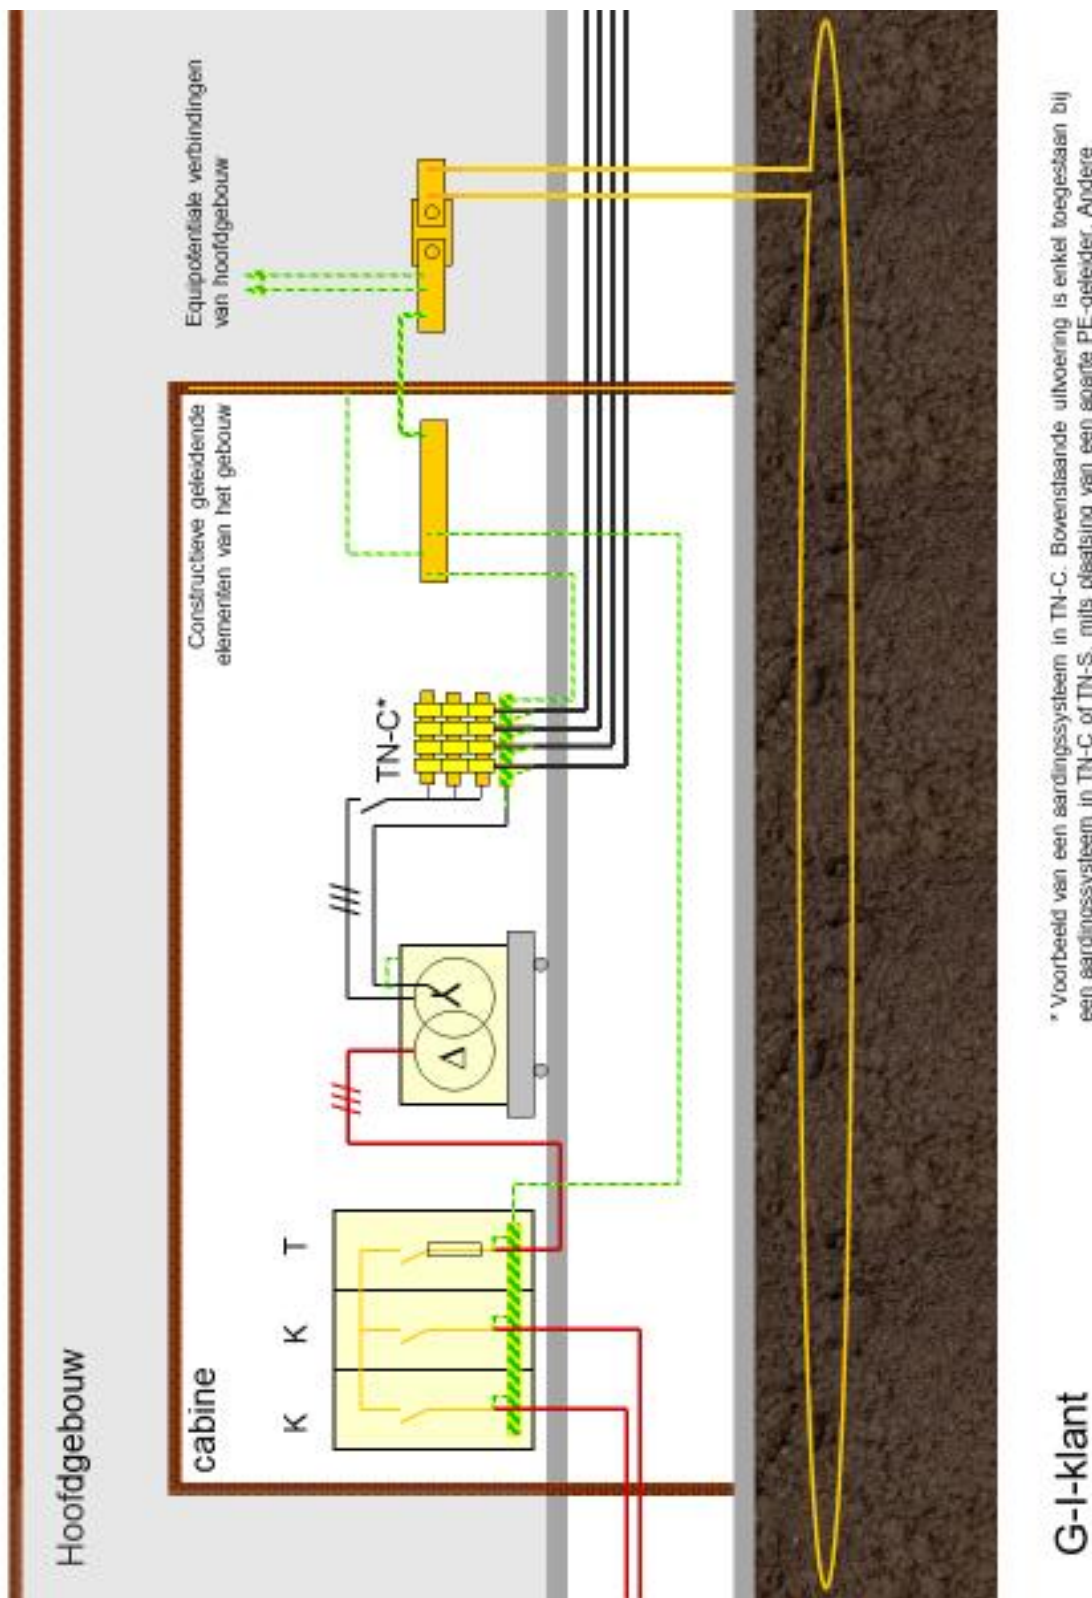 Hoofdgebouw
cabine
K
K
T
TN-C*
Constructieve geleidende
elementen van het gebouw
Equipotentiale verbindingen
van hoofdgebouw
G-I-klant
* Voorbeeld van een aardingssysteem in TN-C. Bovenstaande uitvoering is enkel toegestaan bij
een aardingssysteem in TN-C of TN-S, mits plaatsing van een aparte PE-geleider. Andere